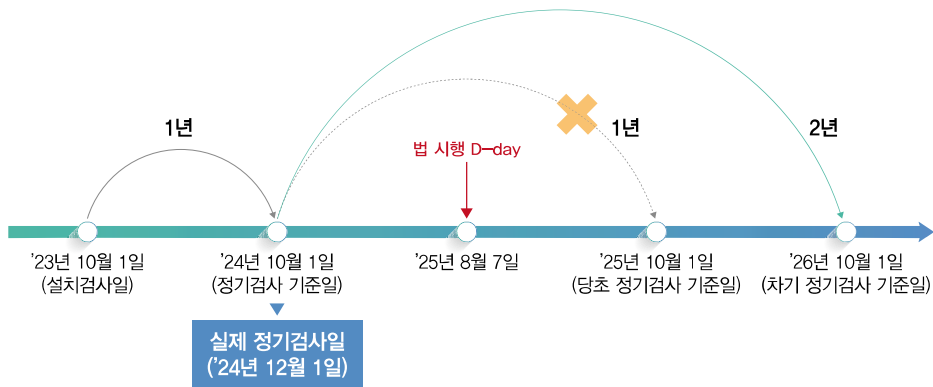 1년
1년
2년
법 시행 D-day
’23년 10월 1일
(설치검사일)
’24년 10월 1일
(정기검사 기준일)
’25년 8월 7일
’25년 10월 1일
(당초 정기검사 기준일)
’26년 10월 1일
(차기 정기검사 기준일)
실제 정기검사일
(’24년 12월 1일)